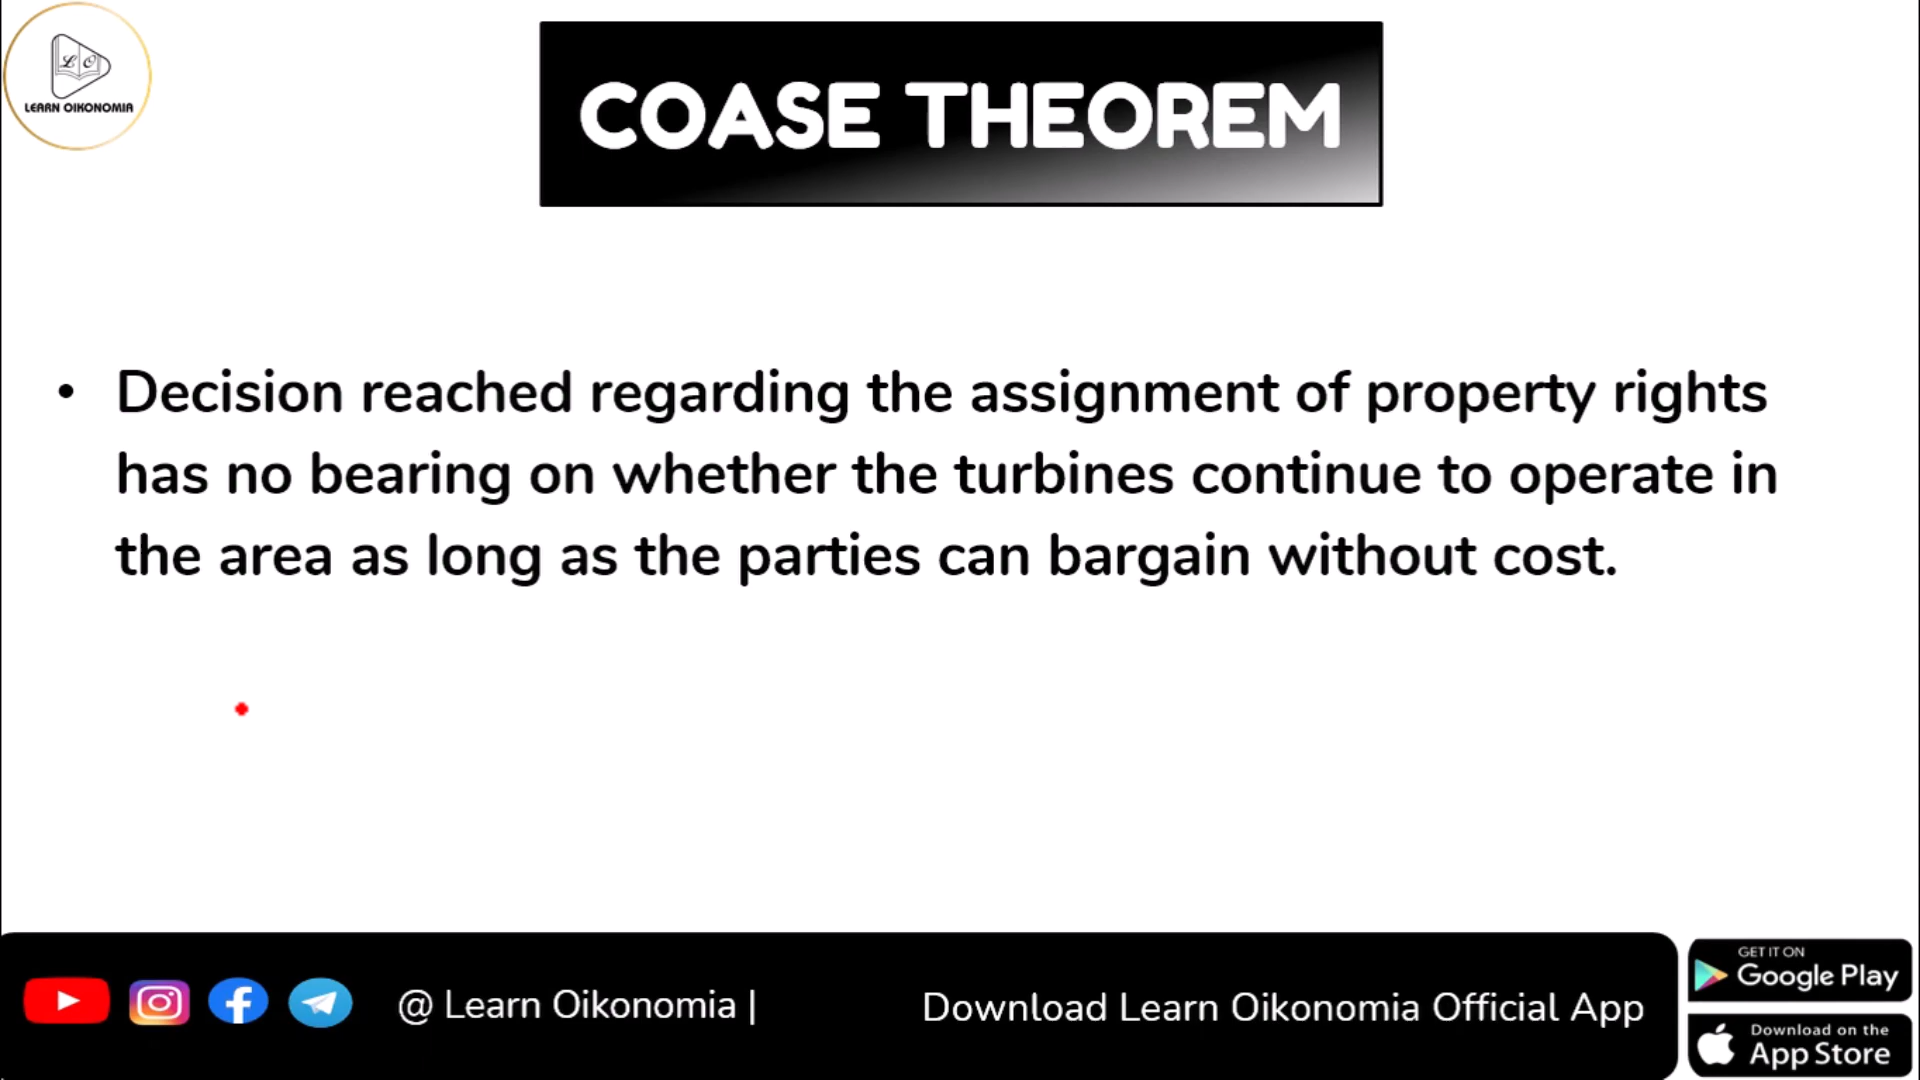 LO
LEARN OIKONOMIA
COASE THEOREM
• Decision reached regarding the assignment of property rights
has no bearing on whether the turbines continue to operate in
the area as long as the parties can bargain without cost.
@ Learn Oikonomia |
Download Learn Oikonomia Official App
GET IT ON
Google Play
Download on the
App Store